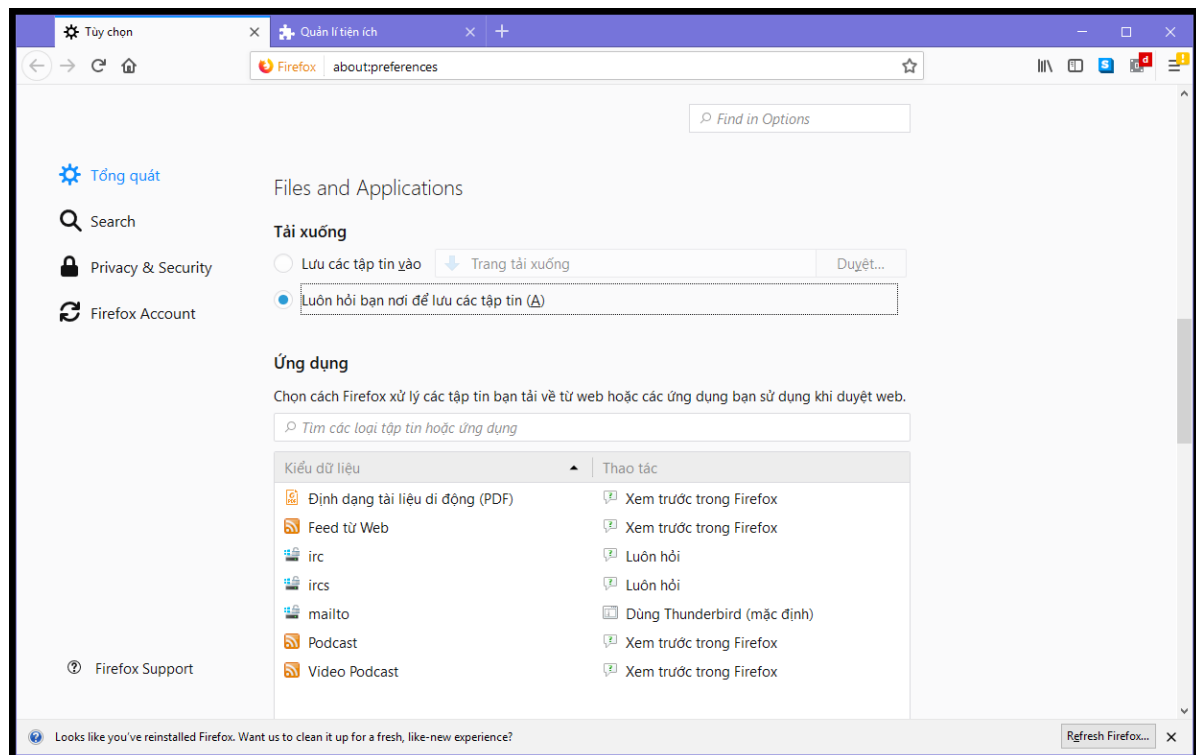 Tùy chọn
Quản lí tiện ích
Firefox about:preferences
Find in Options
Tổng quát
Search
Privacy & Security
Firefox Account
Firefox Support
Files and Applications
Tải xuống
Lưu các tập tin vào Trang tải xuống Duyệt...
Luôn hỏi bạn nơi để lưu các tập tin (A)
Ứng dụng
Chọn cách Firefox xử lý các tập tin bạn tải về từ web hoặc các ứng dụng bạn sử dụng khi duyệt web.
Tìm các loại tập tin hoặc ứng dụng
Kiểu dữ liệu Thao tác
Định dạng tài liệu di động (PDF) Xem trước trong Firefox
Feed từ Web Xem trước trong Firefox
irc Luôn hỏi
ircs Luôn hỏi
mailto Dùng Thunderbird (mặc định)
Podcast Xem trước trong Firefox
Video Podcast Xem trước trong Firefox
Looks like you've reinstalled Firefox. Want us to clean it up for a fresh, like-new experience? Refresh Firefox...